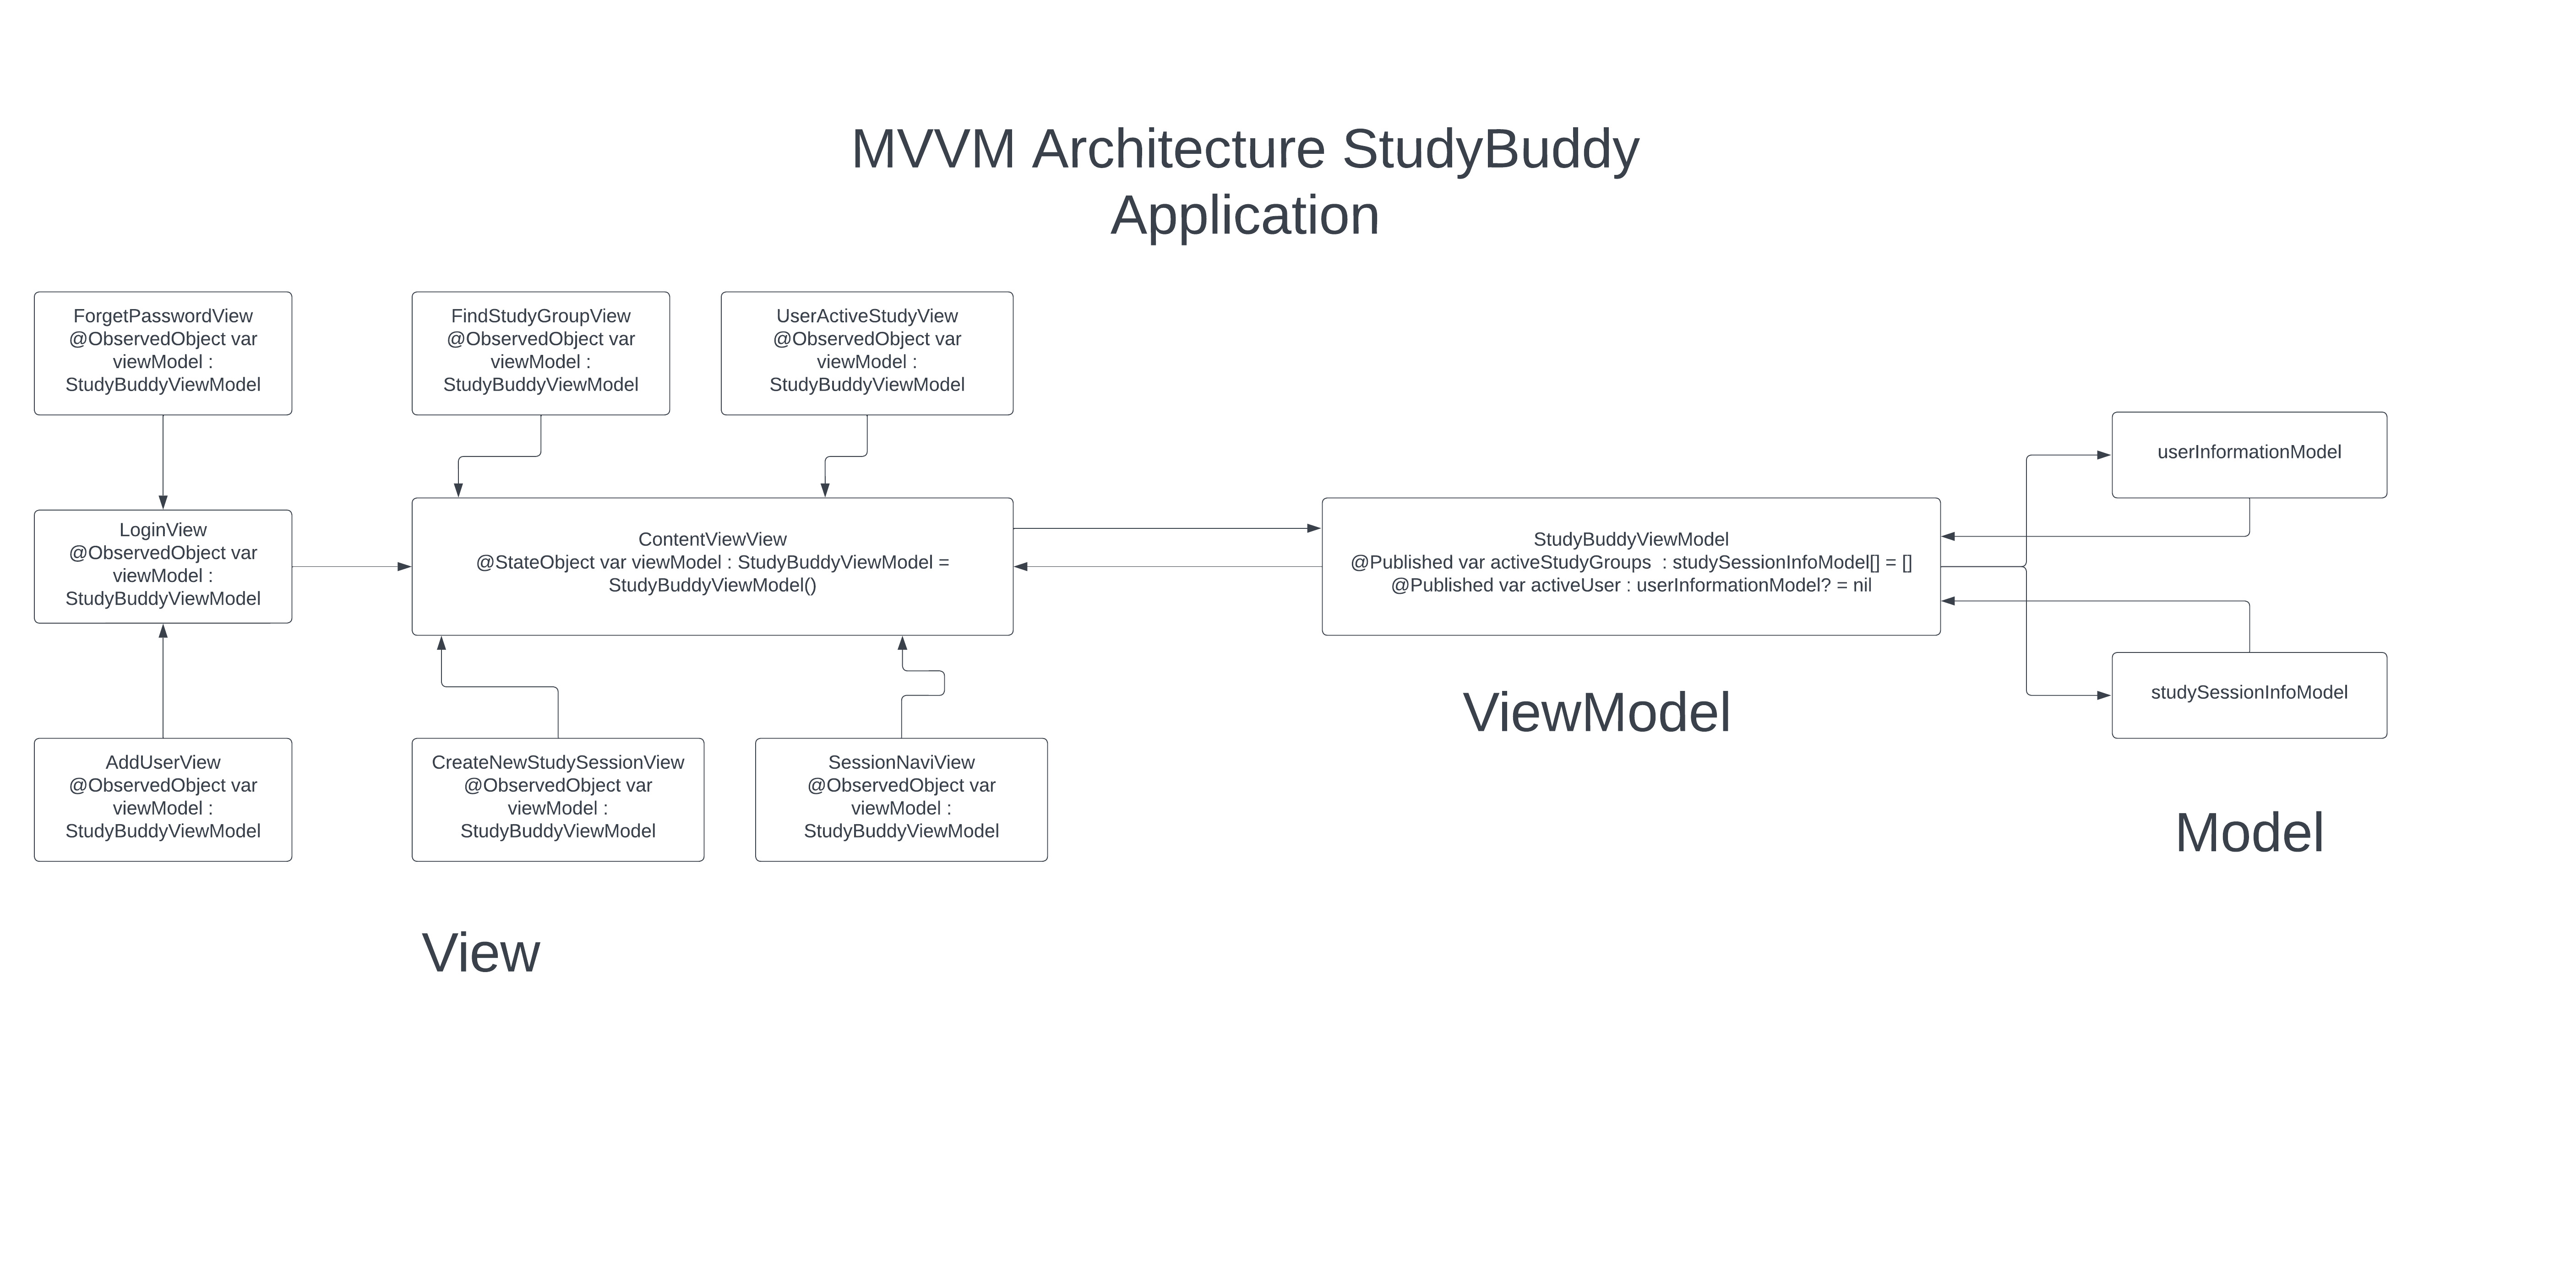 MVVM Architecture StudyBuddy
Application
ForgetPasswordView
@ObservedObject var
viewModel :
StudyBuddyViewModel
FindStudyGroupView
@ObservedObject var
viewModel :
StudyBuddyViewModel
UserActiveStudyView
@ObservedObject var
viewModel :
StudyBuddyViewModel
userInformationModel
LoginView
@ObservedObject var
viewModel :
StudyBuddyViewModel
ContentViewView
@StateObject var viewModel : StudyBuddyViewModel =
StudyBuddyViewModel()
StudyBuddyViewModel
@Published var activeStudyGroups  : studySessionInfoModel[] = []
@Published var activeUser : userInformationModel? = nil
studySessionInfoModel
ViewModel
AddUserView
@ObservedObject var
viewModel :
StudyBuddyViewModel
CreateNewStudySessionView
@ObservedObject var
viewModel :
StudyBuddyViewModel
SessionNaviView
@ObservedObject var
viewModel :
StudyBuddyViewModel
Model
View